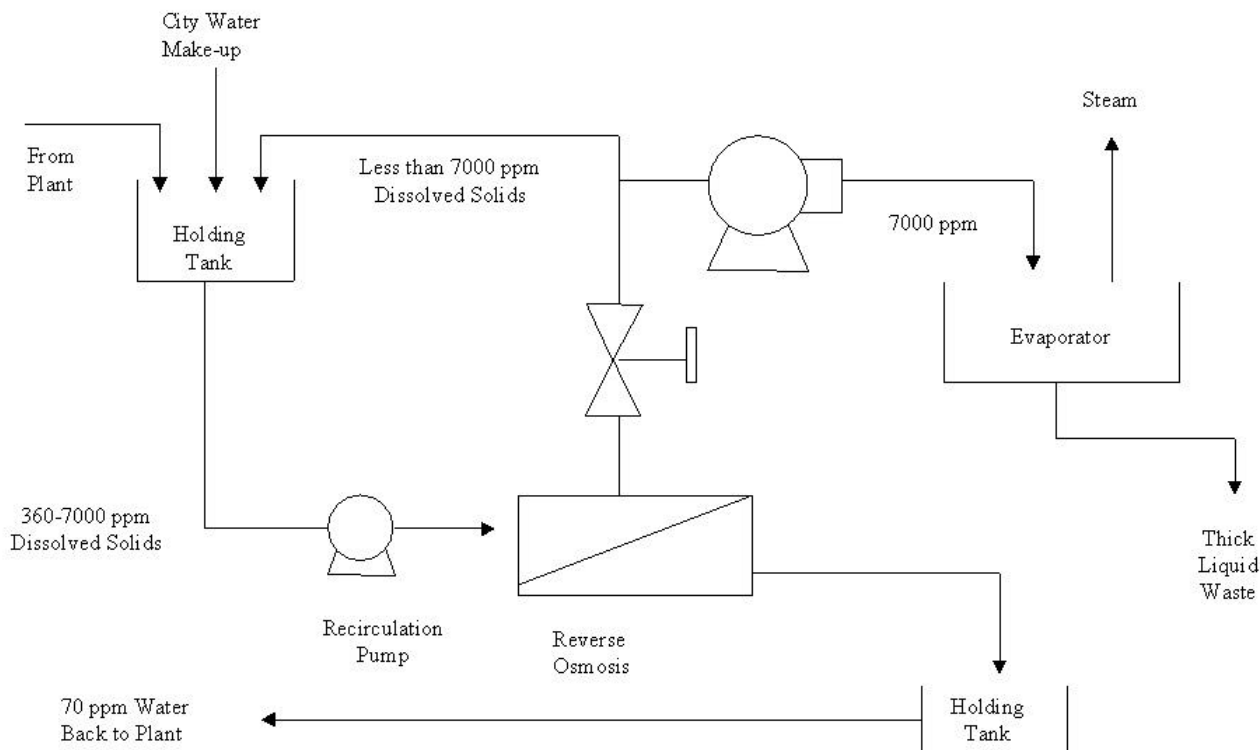 City Water
Make-up
Steam
From
Plant
Less than 7000 ppm
Dissolved Solids
7000 ppm
Holding
Tank
Evaporator
360-7000 ppm
Dissolved Solids
Thick
Liquid
Waste
Recirculation
Pump
Reverse
Osmosis
70 ppm Water
Back to Plant
Holding
Tank